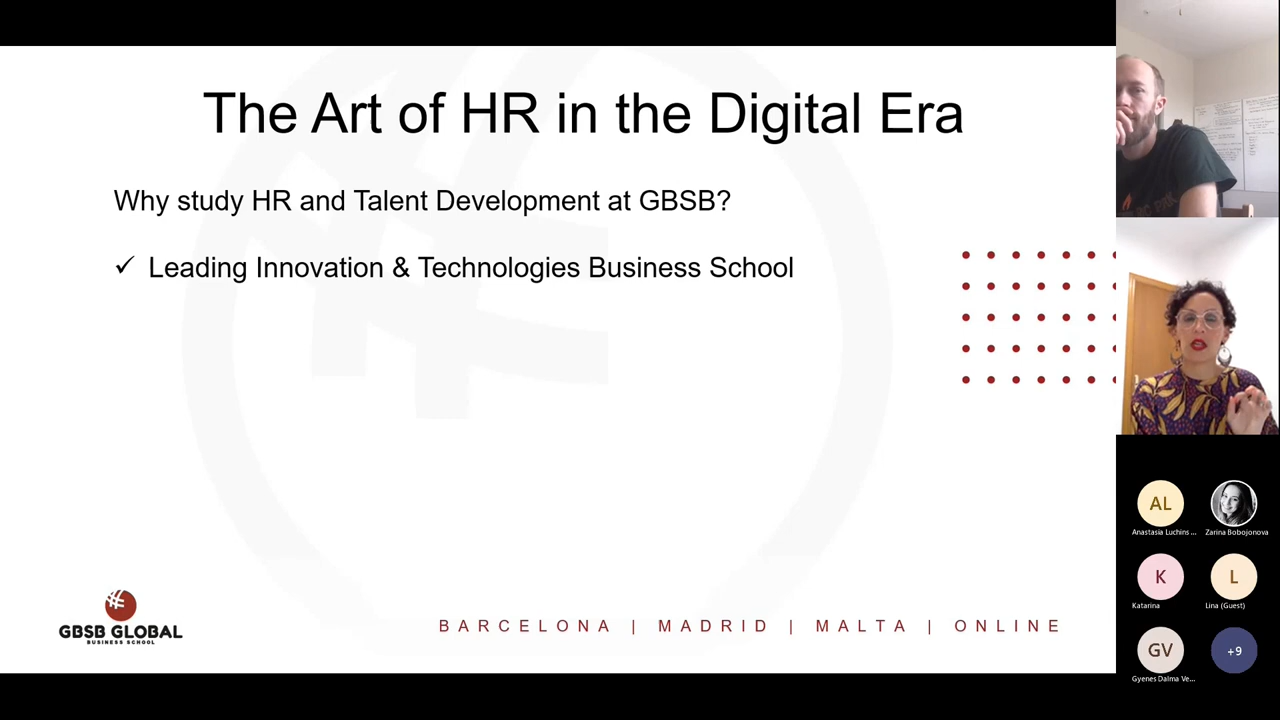 The Art of HR in the Digital Era
Why study HR and Talent Development at GBSB?
✓ Leading Innovation & Technologies Business School
GBSB GLOBAL
BUSINESS SCHOOL
BARCELONA | MADRID | MALTA | ONLINE
AL
Anastasia Luchins...
Zarina Bobojonova
K
L
Katarina
Lina (Guest)
GV
+9
Gyenes Dalma Ve...